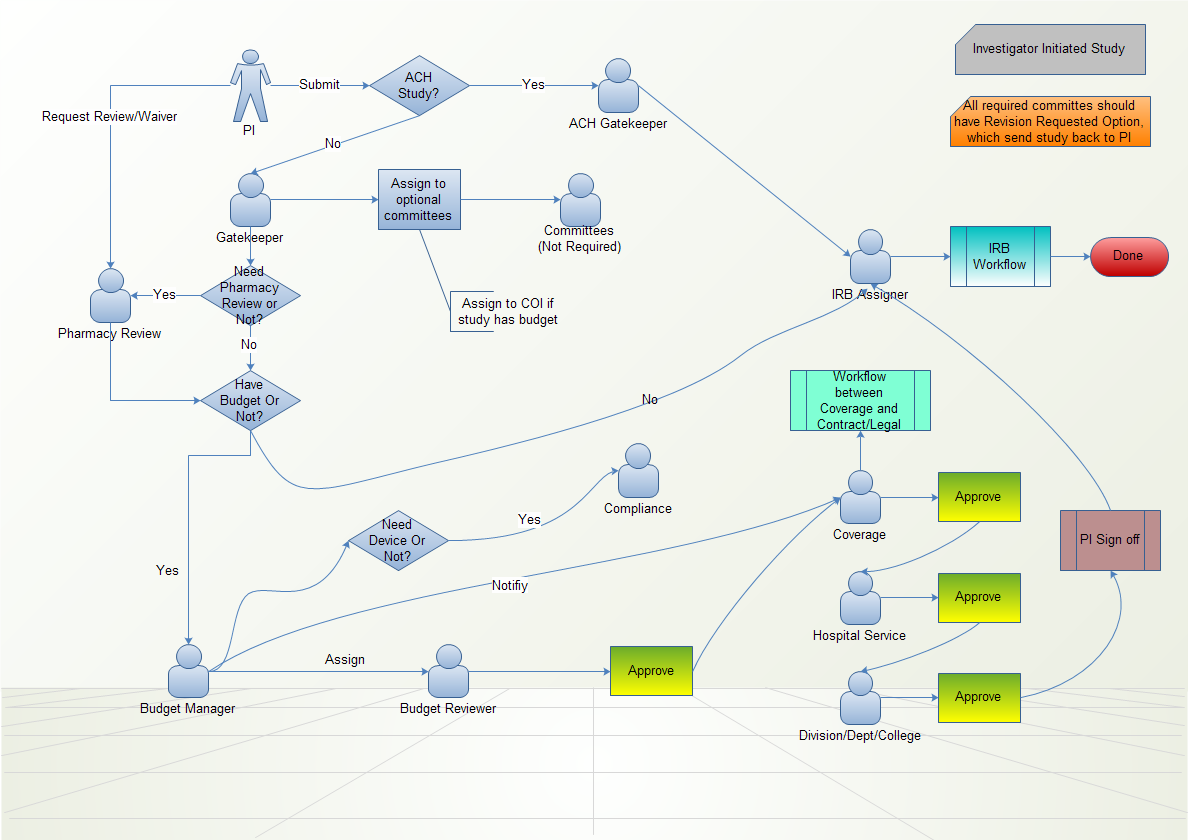 Investigator Initiated Study
All required committes should
have Revision Requested Option,
which send study back to PI
PI
Submit
ACH
Study?
Yes
ACH Gatekeeper
Request Review/Waiver
No
Gatekeeper
Assign to
optional
committees
Committees
(Not Required)
Assign to COI if
study has budget
Need
Pharmacy
Review or
Not?
Yes
Pharmacy Review
No
Have
Budget Or
Not?
No
Yes
IRB Assigner
IRB
Workflow
Done
Workflow
between
Coverage and
Contract/Legal
Need
Device Or
Not?
Yes
Compliance
Notifiy
Budget Manager
Assign
Budget Reviewer
Approve
Coverage
Approve
Hospital Service
Approve
Division/Dept/College
Approve
PI Sign off